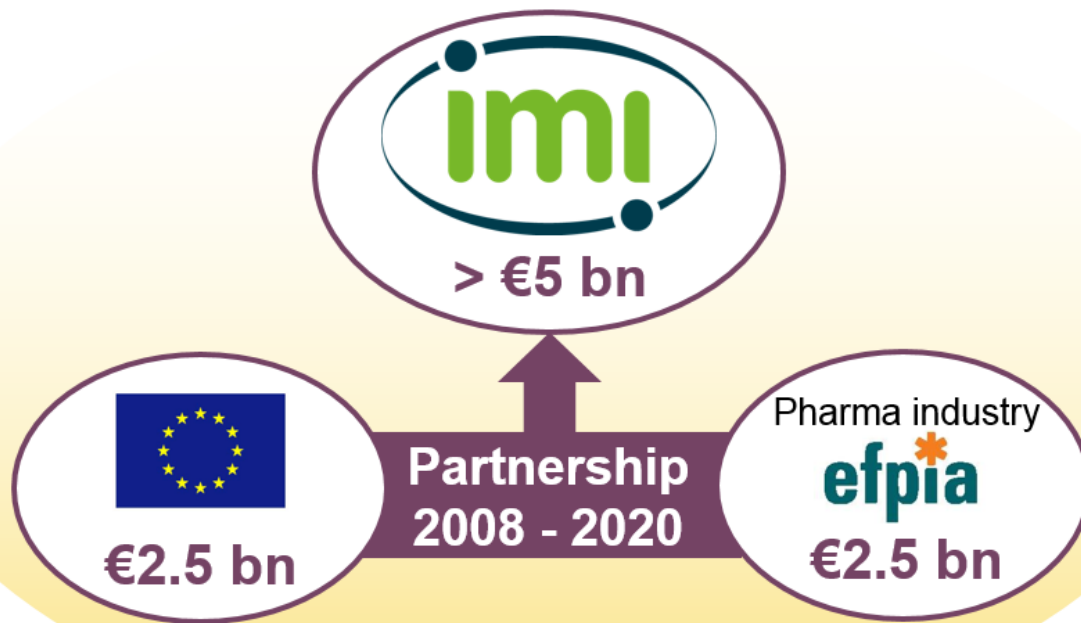 imi
> €5 bn
Partnership
2008 - 2020
€2.5 bn
Pharma industry
efpia
€2.5 bn